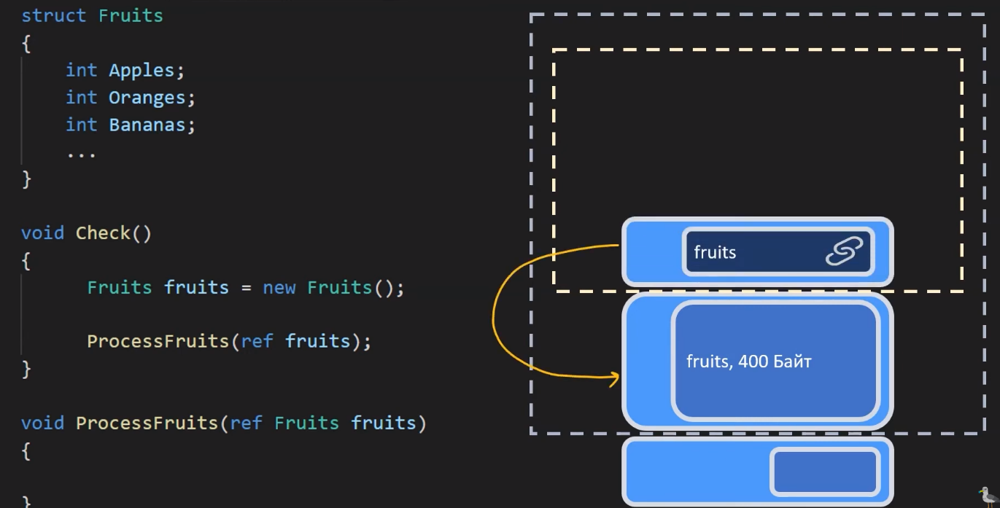 struct Fruits
{
int Apples;
int Oranges;
int Bananas;
...
}
void Check()
{
Fruits fruits = new Fruits();
ProcessFruits(ref fruits);
}
void ProcessFruits(ref Fruits fruits)
{
}
fruits
fruits, 400 Байт